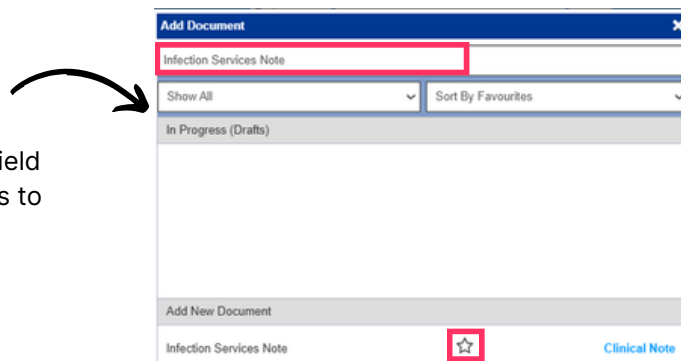 Add Document
Infection Services Note
Show All
Sort By Favourites
ield
s to
In Progress (Drafts)
Add New Document
Infection Services Note
Clinical Note